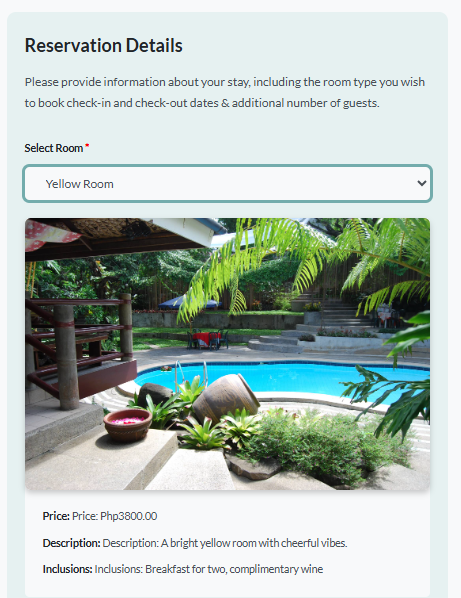 Reservation Details
Please provide information about your stay, including the room type you wish
to book check-in and check-out dates & additional number of guests.
Select Room *
Yellow Room
Price: Price: Php3800.00
Description: Description: A bright yellow room with cheerful vibes.
Inclusions: Inclusions: Breakfast for two, complimentary wine